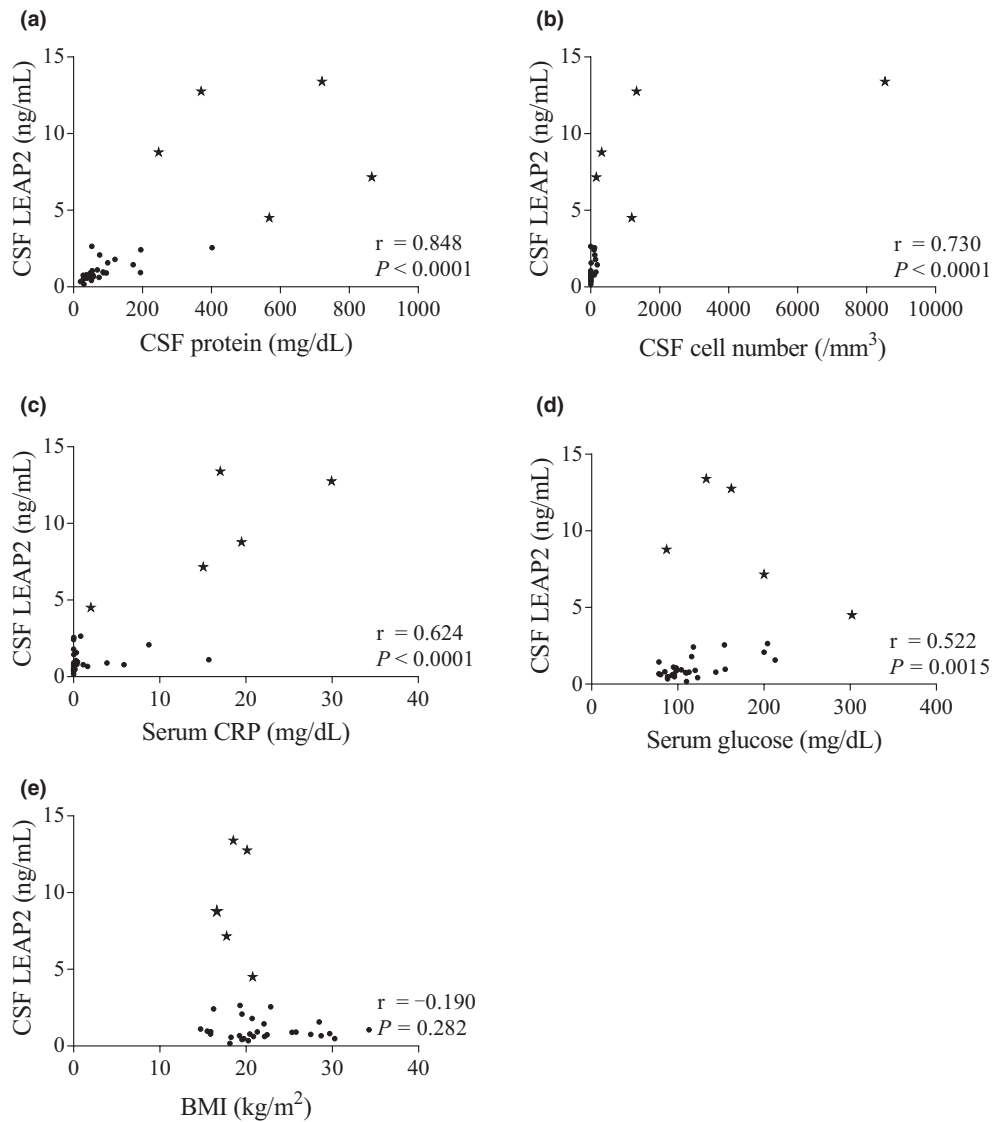 (a)
15
10
5
0
CSF LEAP2 (ng/mL)
r = 0.848
P < 0.0001
0 200 400 600 800 1000
CSF protein (mg/dL)
(b)
15
10
5
0
CSF LEAP2 (ng/mL)
r = 0.730
P < 0.0001
0 2000 4000 6000 8000 10000
CSF cell number (/mm³)
(c)
15
10
5
0
CSF LEAP2 (ng/mL)
r = 0.624
P < 0.0001
0 10 20 30 40
Serum CRP (mg/dL)
(d)
15
10
5
0
CSF LEAP2 (ng/mL)
r = 0.522
P = 0.0015
0 100 200 300 400
Serum glucose (mg/dL)
(e)
15
10
5
0
CSF LEAP2 (ng/mL)
r = −0.190
P = 0.282
0 10 20 30 40
BMI (kg/m²)